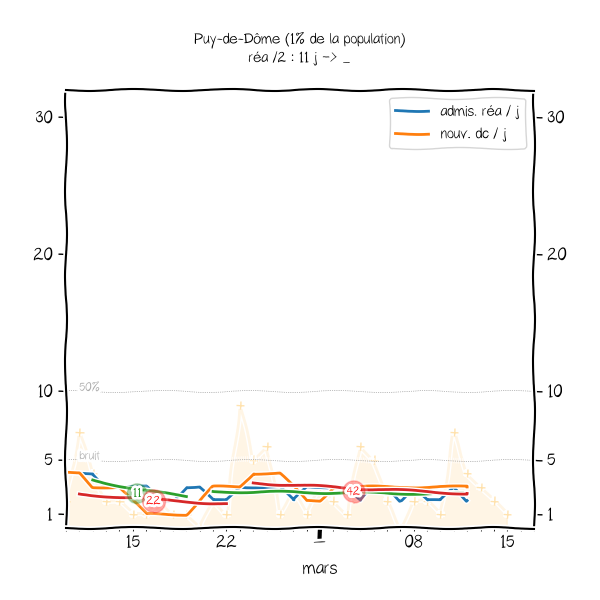 Puy-de-Dôme (1% de la population)
réa /2 : 11 j -> _
admis. réa / j
nouv. dc / j
30 30
20 20
10 10
50%
5 5
bruit
11
22
42
1 1
15 22 1 08 15
mars